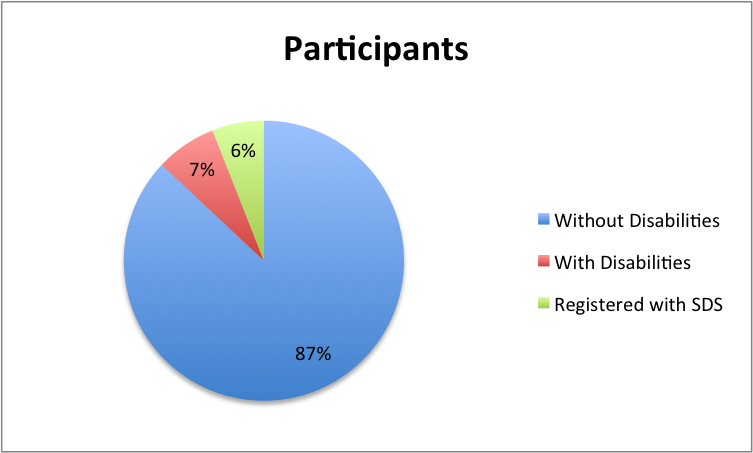 Participants
6%
7%
87%
Without Disabilities
With Disabilities
Registered with SDS